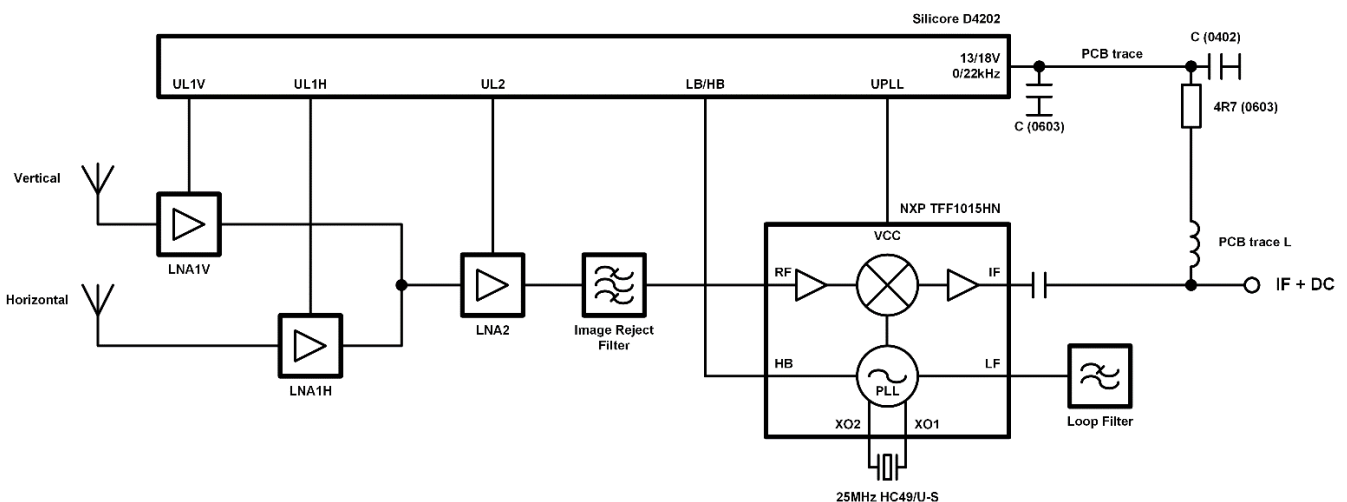 Silicore D4202
13/18V
0/22kHz
PCB trace
C (0402)
UL1V
UL1H
UL2
LB/HB
UPLL
C (0603)
4R7 (0603)
Vertical
LNA1V
NXP TFF1015HN
VCC
PCB trace L
RF
IF
IF + DC
Horizontal
LNA2
Image Reject
Filter
LNA1H
HB
PLL
LF
Loop Filter
XO2
XO1
25MHz HC49/U-S